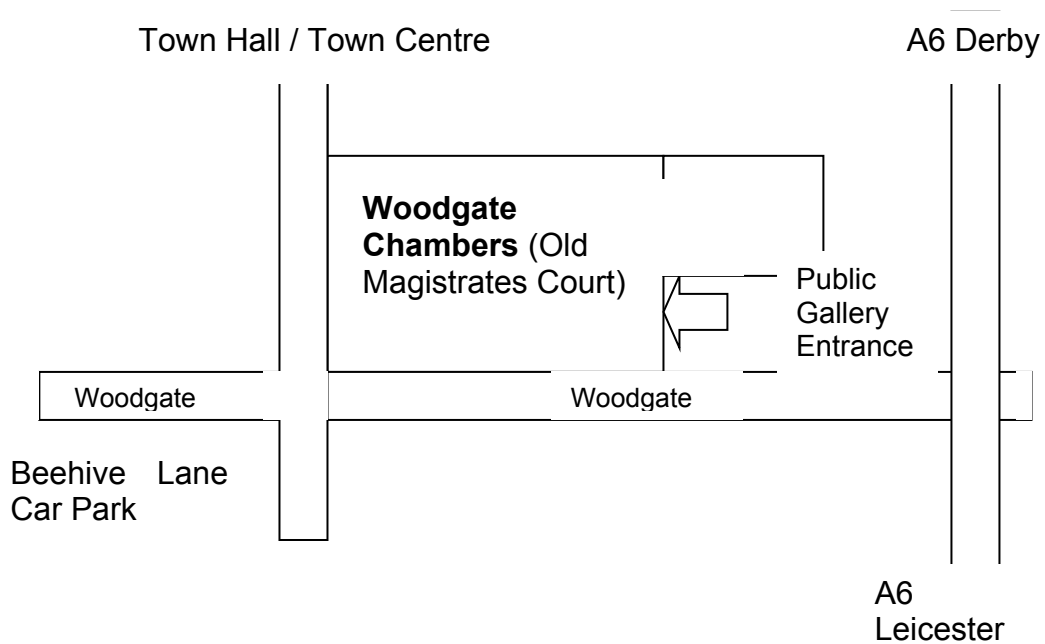 Town Hall / Town Centre
A6 Derby
Woodgate
Chambers (Old
Magistrates Court)
Public
Gallery
Entrance
Woodgate
Woodgate
Beehive Lane
Car Park
A6
Leicester